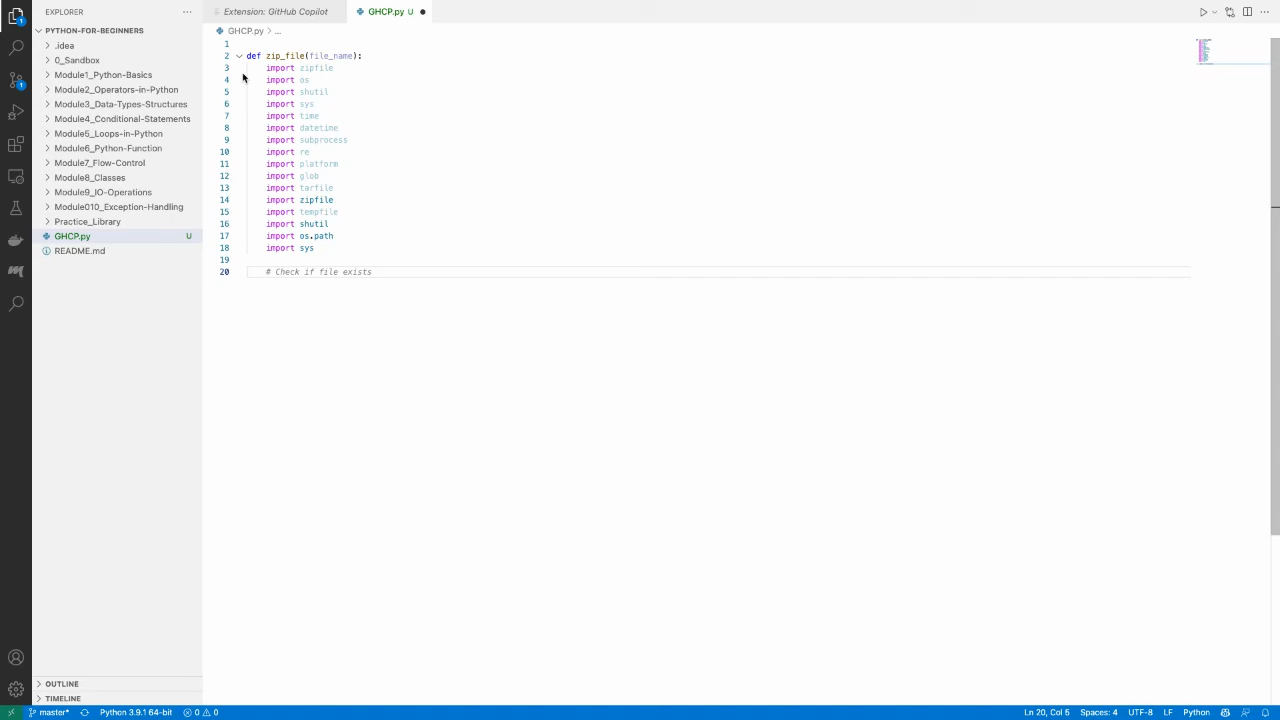 EXPLORER
PYTHON-FOR-BEGINNERS
.idea
0_Sandbox
Module1_Python-Basics
Module2_Operators-in-Python
Module3_Data-Types-Structures
Module4_Conditional-Statements
Module5_Loops-in-Python
Module6_Python-Function
Module7_Flow-Control
Module8_Classes
Module9_IO-Operations
Module010_Exception-Handling
Practice_Library
GHCP.py U
README.md
OUTLINE
TIMELINE
Extension: GitHub Copilot
GHCP.py U
GHCP.py > ...
1
2 def zip_file(file_name):
3 import zipfile
4 import os
5 import shutil
6 import sys
7 import time
8 import datetime
9 import subprocess
10 import re
11 import platform
12 import glob
13 import tarfile
14 import zipfile
15 import tempfile
16 import shutil
17 import os.path
18 import sys
19
20 # Check if file exists
master* Python 3.9.1 64-bit 0 0 Ln 20, Col 5 Spaces: 4 UTF-8 LF Python